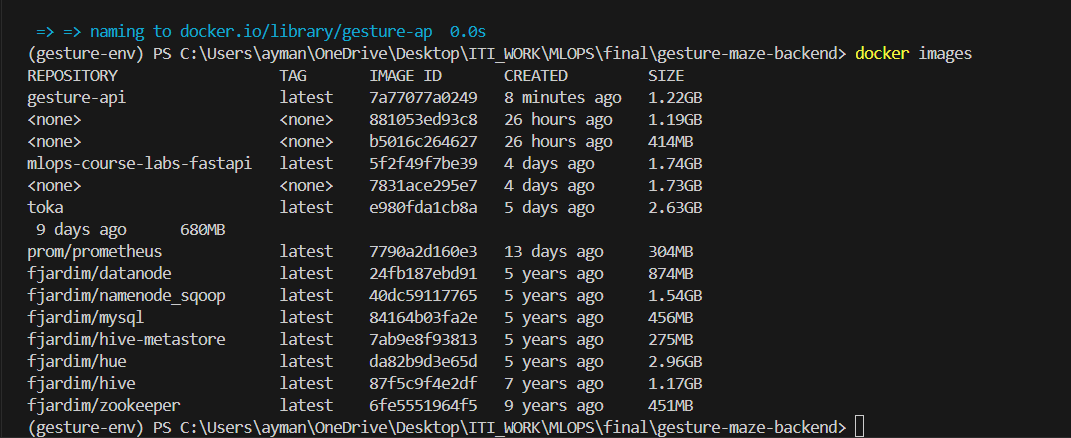 => => naming to docker.io/library/gesture-ap 0.0s
(gesture-env) PS C:\Users\ayman\OneDrive\Desktop\ITI_WORK\MLOPS\final\gesture-maze-backend> docker images
REPOSITORY TAG IMAGE ID CREATED SIZE
gesture-api latest 7a77077a0249 8 minutes ago 1.22GB
<none> <none> 881053ed93c8 26 hours ago 1.19GB
<none> <none> b5016c264627 26 hours ago 414MB
mlops-course-labs-fastapi latest 5f2f49f7be39 4 days ago 1.74GB
<none> <none> 7831ace295e7 4 days ago 1.73GB
toka latest e980fda1cb8a 5 days ago 2.63GB
9 days ago 680MB
prom/prometheus latest 7790a2d160e3 13 days ago 304MB
fjardim/datanode latest 24fb187ebd91 5 years ago 874MB
fjardim/namenode_sqoop latest 40dc59117765 5 years ago 1.54GB
fjardim/mysql latest 84164b03fa2e 5 years ago 456MB
fjardim/hive-metastore latest 7ab9e8f93813 5 years ago 275MB
fjardim/hue latest da82b9d3e65d 5 years ago 2.96GB
fjardim/hive latest 87f5c9f4e2df 7 years ago 1.17GB
fjardim/zookeeper latest 6fe5551964f5 9 years ago 451MB
(gesture-env) PS C:\Users\ayman\OneDrive\Desktop\ITI_WORK\MLOPS\final\gesture-maze-backend>